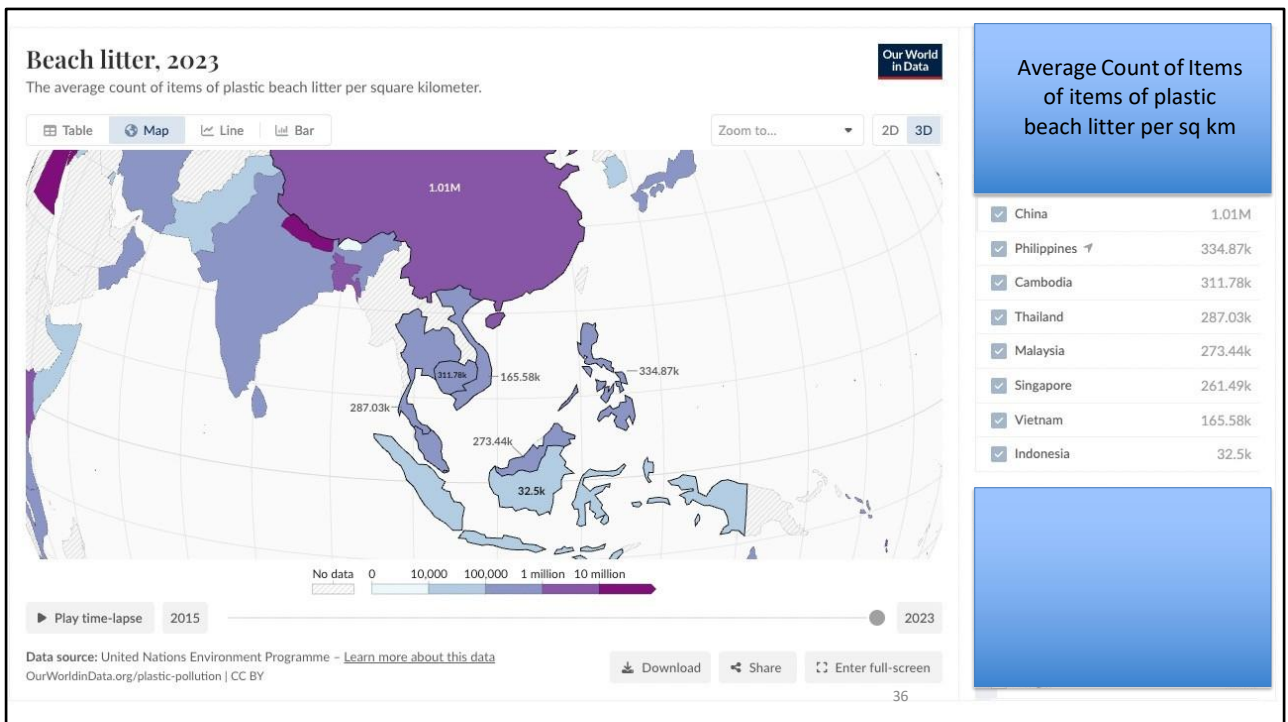 Beach litter, 2023
The average count of items of plastic beach litter per square kilometer.
Our World
in Data
Table Map Line Bar
Zoom to... 2D 3D
1.01M
311.78k
165.58k
334.87k
287.03k
273.44k
32.5k
No data 0 10,000 100,000 1 million 10 million
Play time-lapse 2015 2023
Data source: United Nations Environment Programme – Learn more about this data
OurWorldinData.org/plastic-pollution | CC BY
Download Share Enter full-screen
36
Average Count of Items
of items of plastic
beach litter per sq km
China 1.01M
Philippines 334.87k
Cambodia 311.78k
Thailand 287.03k
Malaysia 273.44k
Singapore 261.49k
Vietnam 165.58k
Indonesia 32.5k